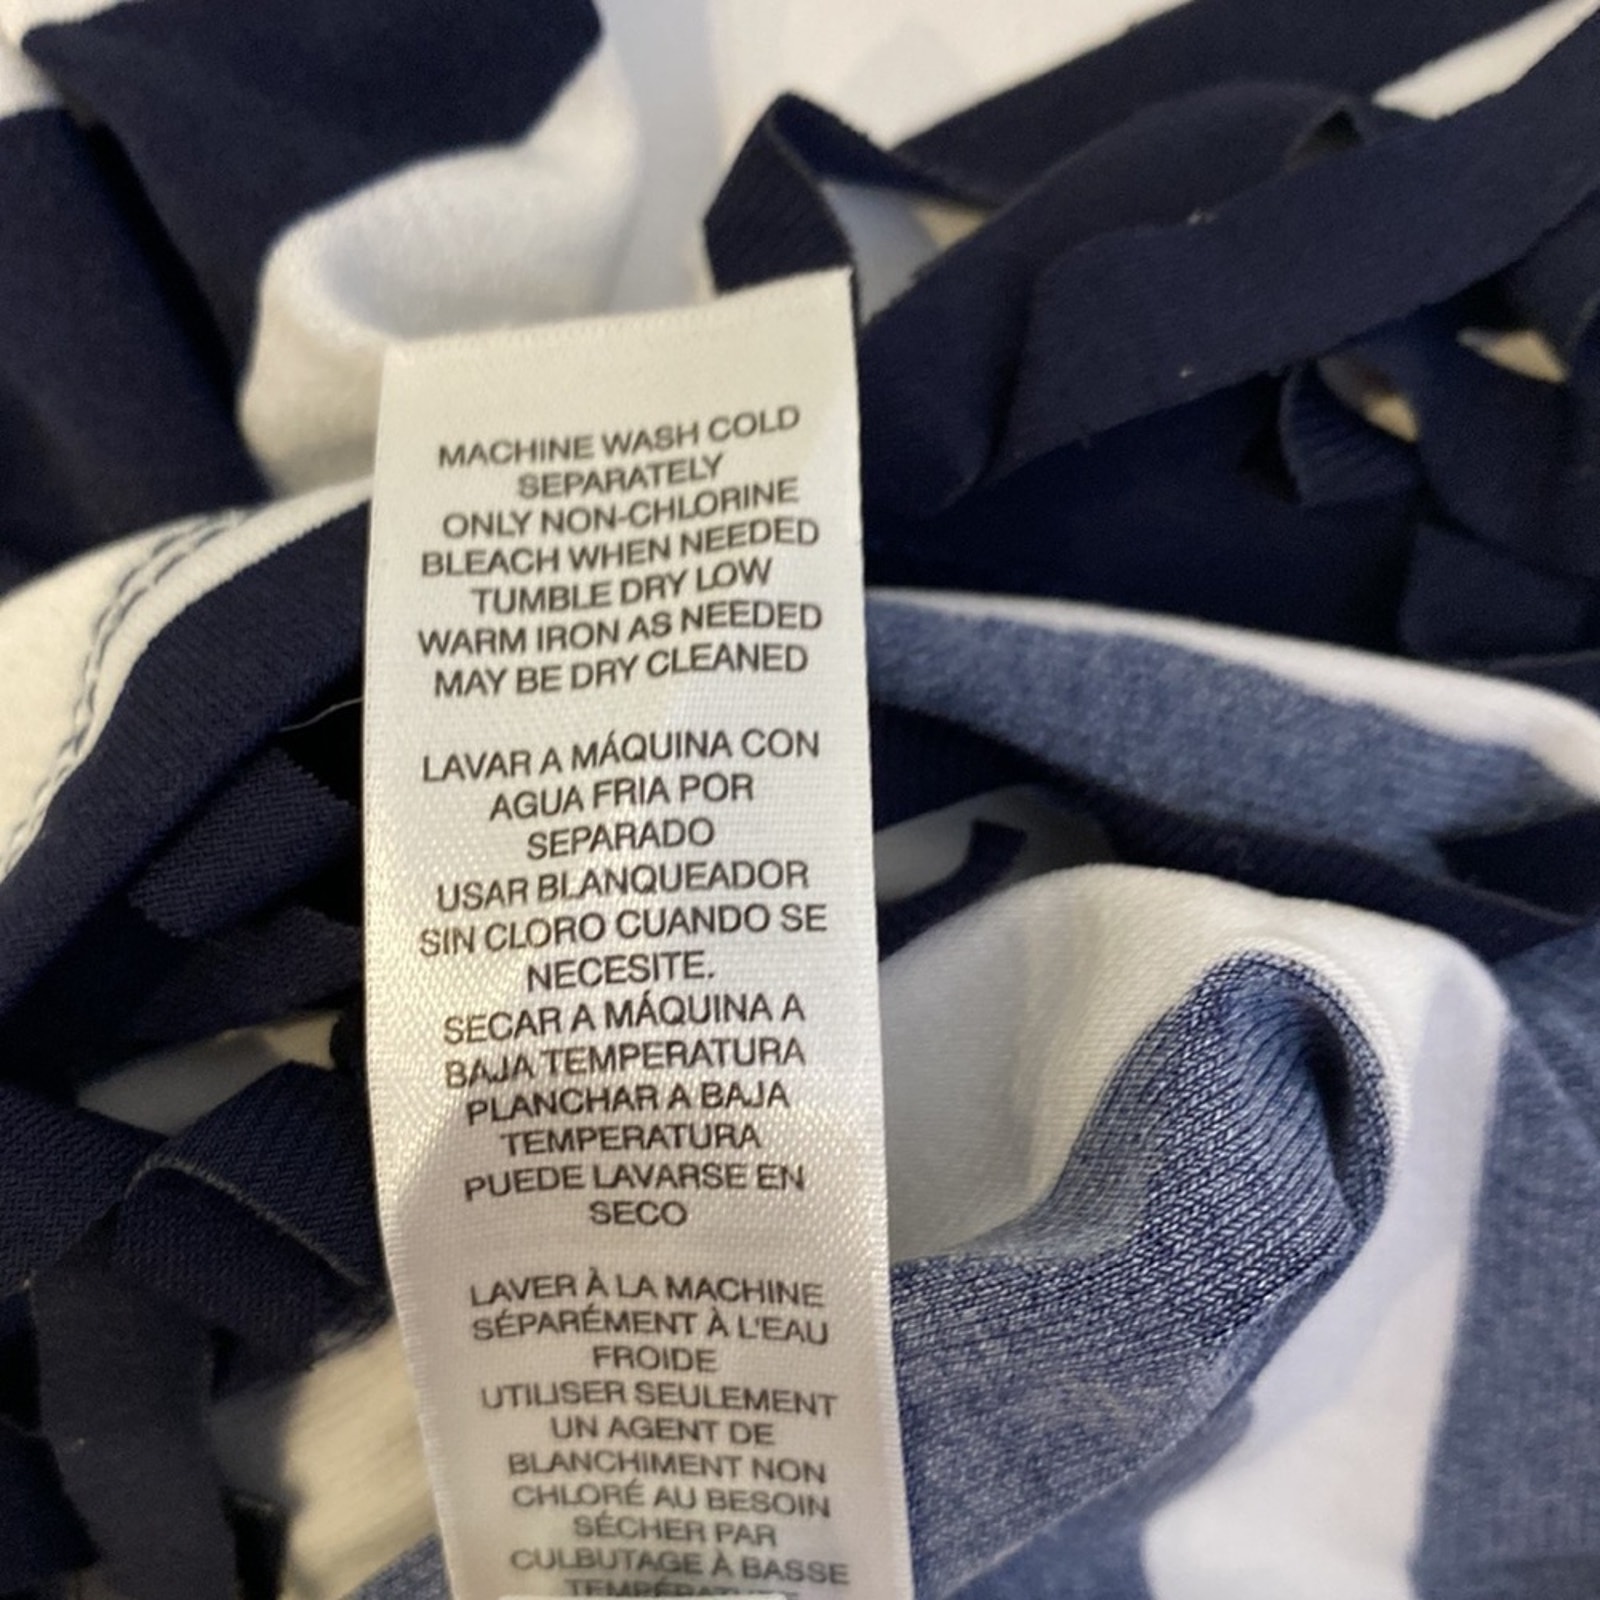 MACHINE WASH COLD
SEPARATELY
ONLY NON-CHLORINE
BLEACH WHEN NEEDED
TUMBLE DRY LOW
WARM IRON AS NEEDED
MAY BE DRY CLEANED
LAVAR A MÁQUINA CON
AGUA FRIA POR
SEPARADO
USAR BLANQUEADOR
SIN CLORO CUANDO SE
NECESITE.
SECAR A MÁQUINA A
BAJA TEMPERATURA
PLANCHAR A BAJA
TEMPERATURA
PUEDE LAVARSE EN
SECO
LAVER À LA MACHINE
SÉPARÉMENT À L'EAU
FROIDE
UTILISER SEULEMENT
UN AGENT DE
BLANCHIMENT NON
CHLORÉ AU BESOIN
SÉCHER PAR
CULBUTAGE À BASSE
TEMPÉRATURE